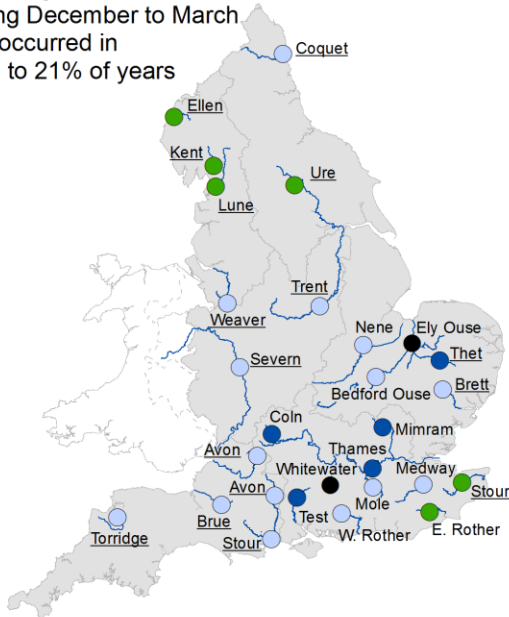 ng December to March
occurred in
to 21% of years
Coquet
Ellen
Kent
Ure
Lune
Trent
Weaver
Nene
Ely Ouse
Thet
Severn
Bedford Ouse
Brett
Coln
Mimram
Avon
Thames
Whitewater
Medway
Avon
Stour
Mole
Test
Brue
W. Rother
E. Rother
Torridge
Stour